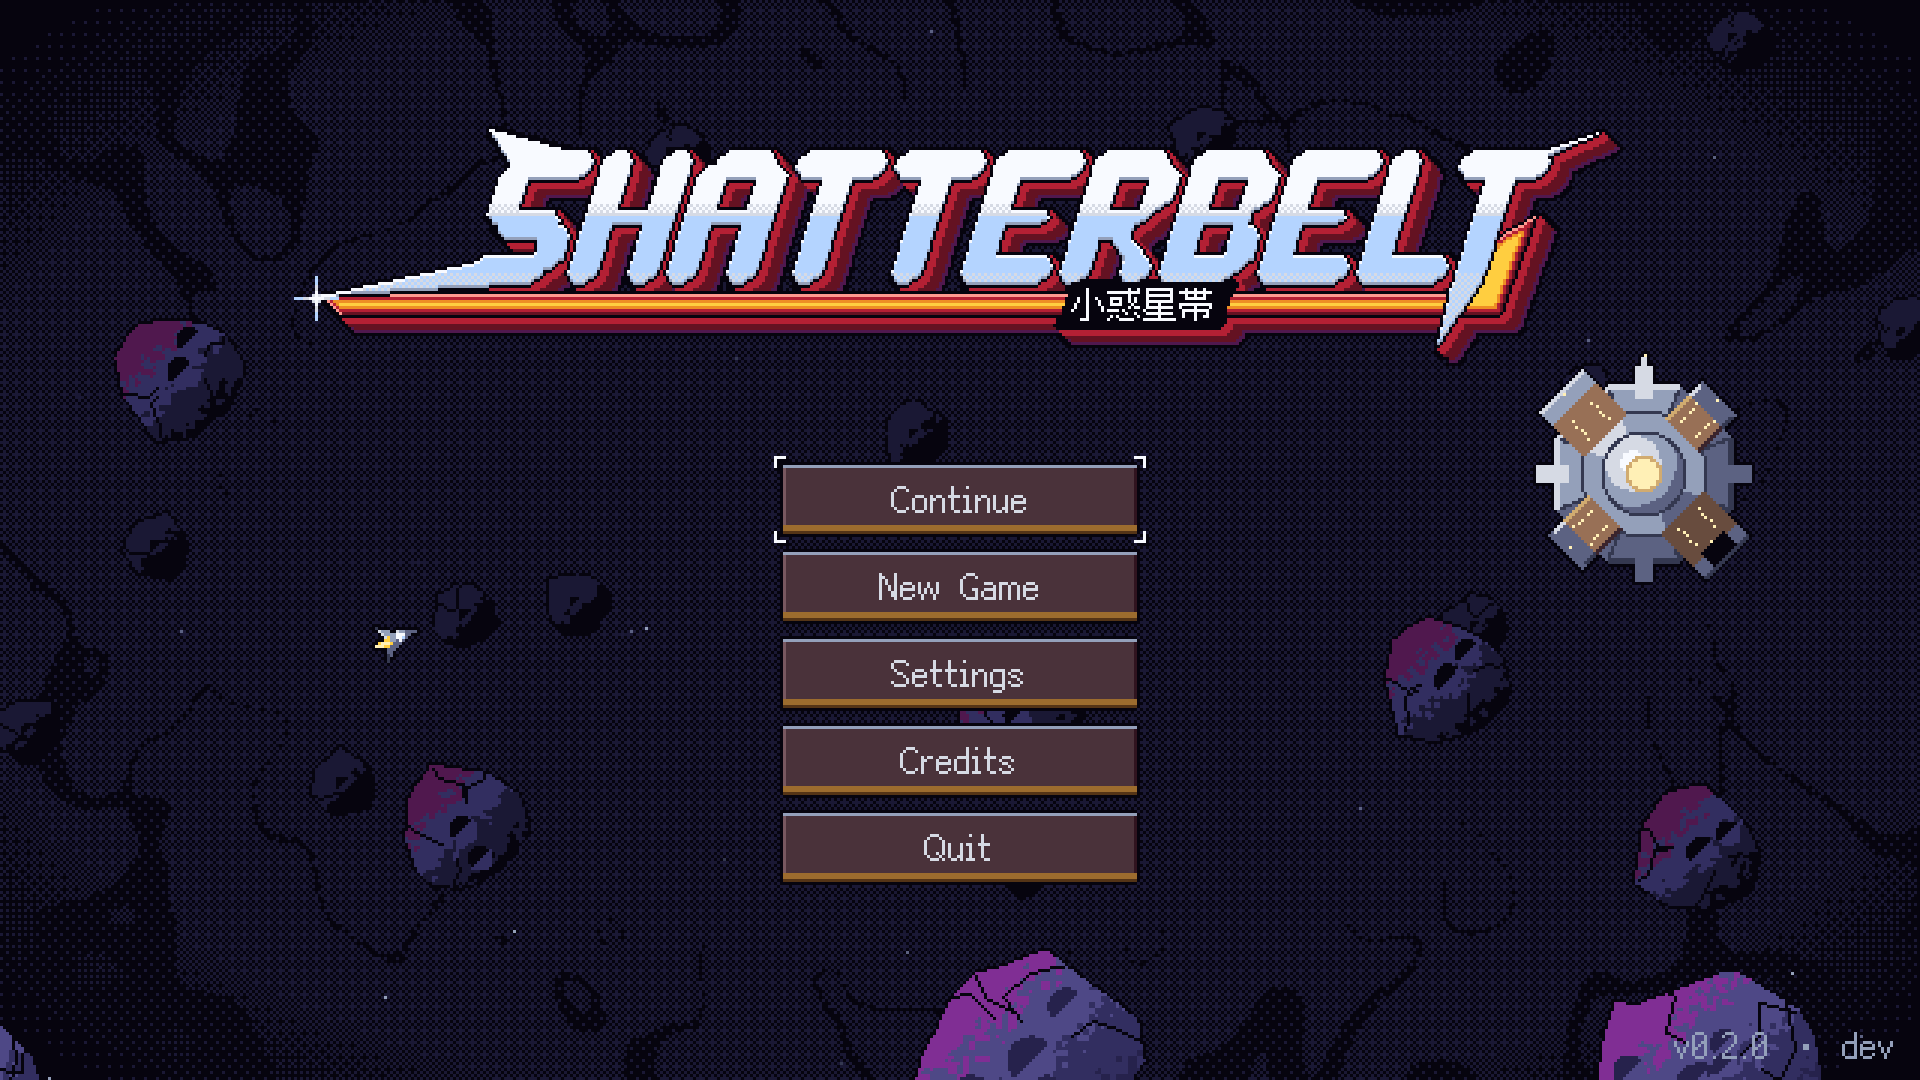 SHATTERBELT
小惑星帯
Continue
New Game
Settings
Credits
Quit
v0.2.0 · dev